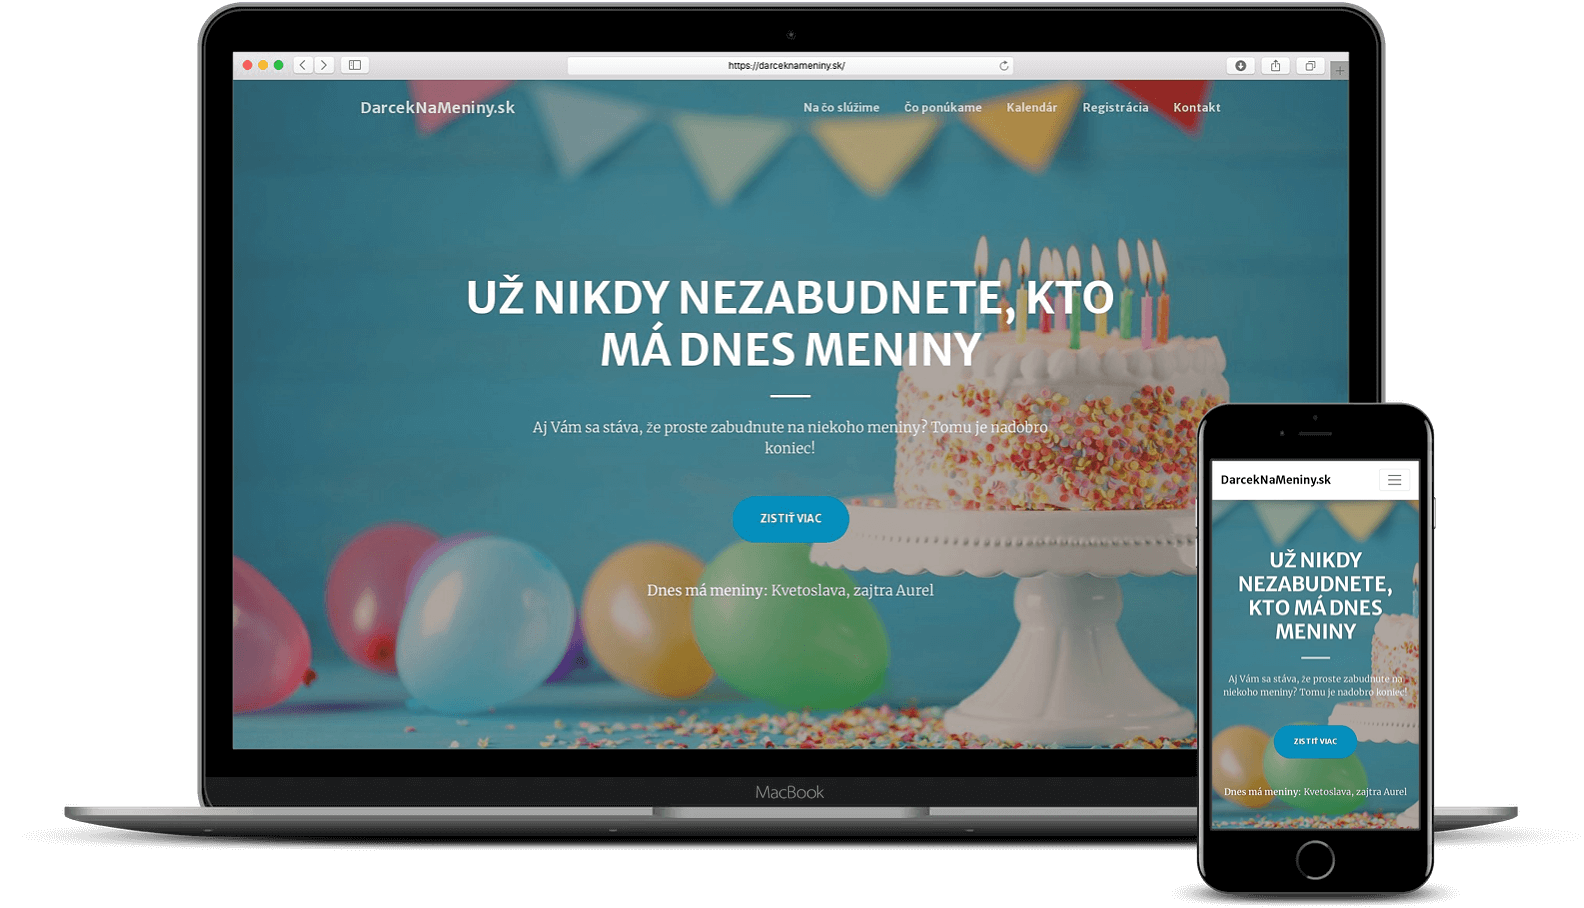 https://darceknameniny.sk/
DarcekNaMeniny.sk
Na čo slúžime
Čo ponúkame
Kalendár
Registrácia
Kontakt
UŽ NIKDY NEZABUDNETE, KTO
MÁ DNES MENINY
Aj Vám sa stáva, že proste zabudnute na niekoho meniny? Tomu je nadobro
koniec!
ZISTIŤ VIAC
Dnes má meniny: Kvetoslava, zajtra Aurel
MacBook
DarcekNaMeniny.sk
UŽ NIKDY
NEZABUDNETE,
KTO MÁ DNES
MENINY
Aj Vám sa stáva, že proste zabudnute na
niekoho meniny? Tomu je nadobro koniec!
ZISTIŤ VIAC
Dnes má meniny: Kvetoslava, zajtra Aurel